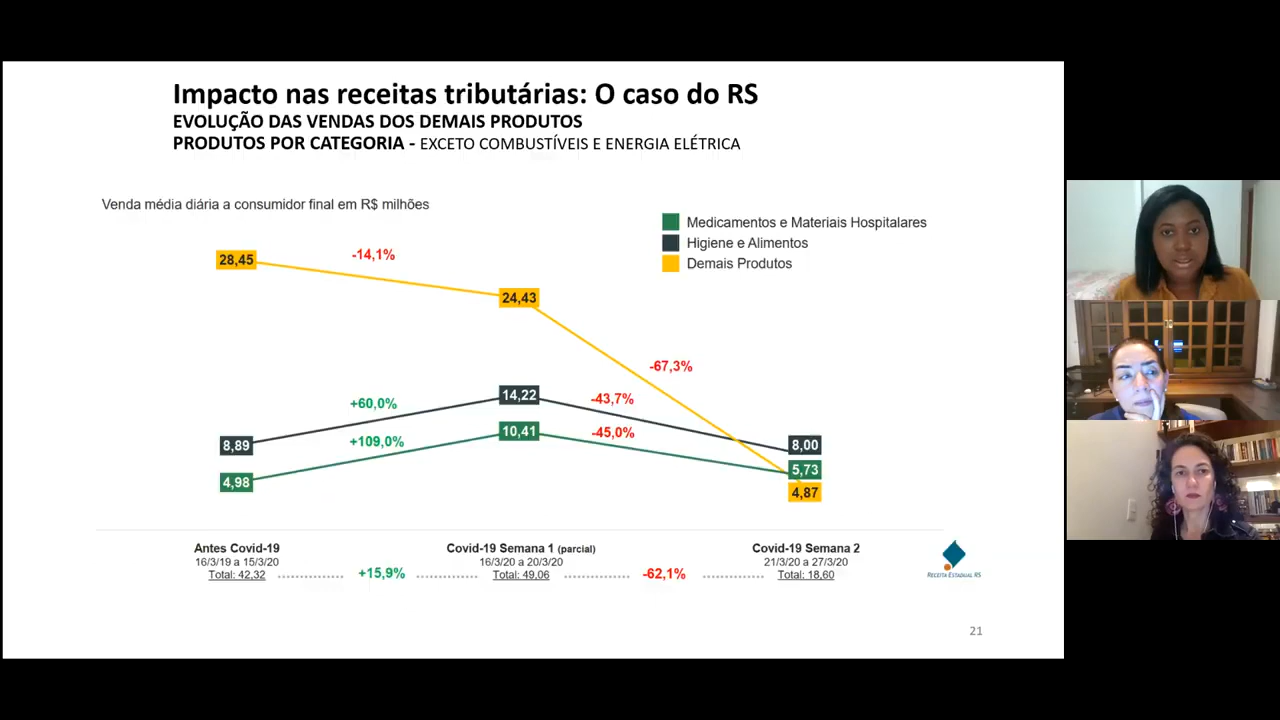 Impacto nas receitas tributárias: O caso do RS
EVOLUÇÃO DAS VENDAS DOS DEMAIS PRODUTOS
PRODUTOS POR CATEGORIA - EXCETO COMBUSTÍVEIS E ENERGIA ELÉTRICA
Venda média diária a consumidor final em R$ milhões
Medicamentos e Materiais Hospitalares
Higiene e Alimentos
Demais Produtos
28,45
-14,1%
24,43
-67,3%
+60,0%
14,22
-43,7%
8,89
+109,0%
10,41
-45,0%
8,00
4,98
5,73
4,87
Antes Covid-19
16/3/19 a 15/3/20
Total: 42,32
+15,9%
Covid-19 Semana 1 (parcial)
16/3/20 a 20/3/20
Total: 49,06
-62,1%
Covid-19 Semana 2
21/3/20 a 27/3/20
Total: 18,60
RECEITA ESTADUAL RS
21